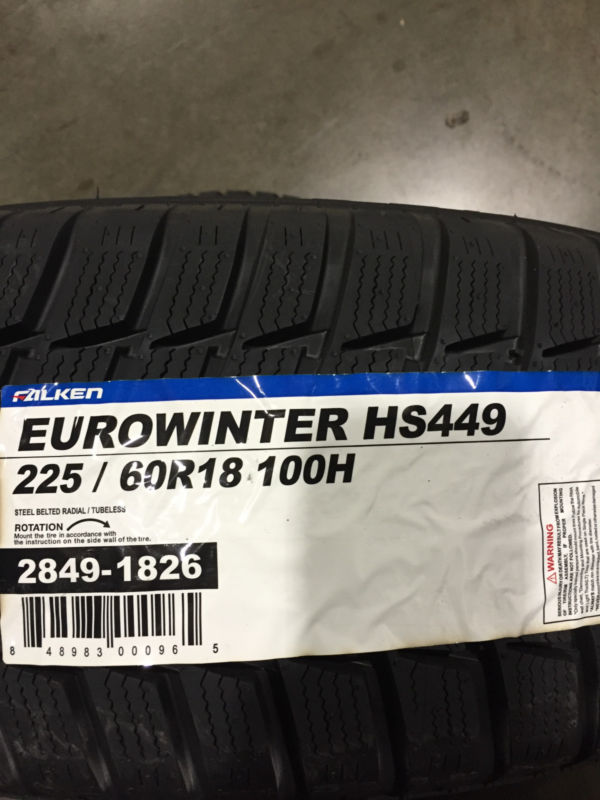 FALKEN
EUROWINTER HS449
225 / 60R18 100H
STEEL BELTED RADIAL / TUBELESS
ROTATION
Mount the tire in accordance with
the instruction on the side wall of the tire.
2849-1826
8 48983 00096 5
WARNING